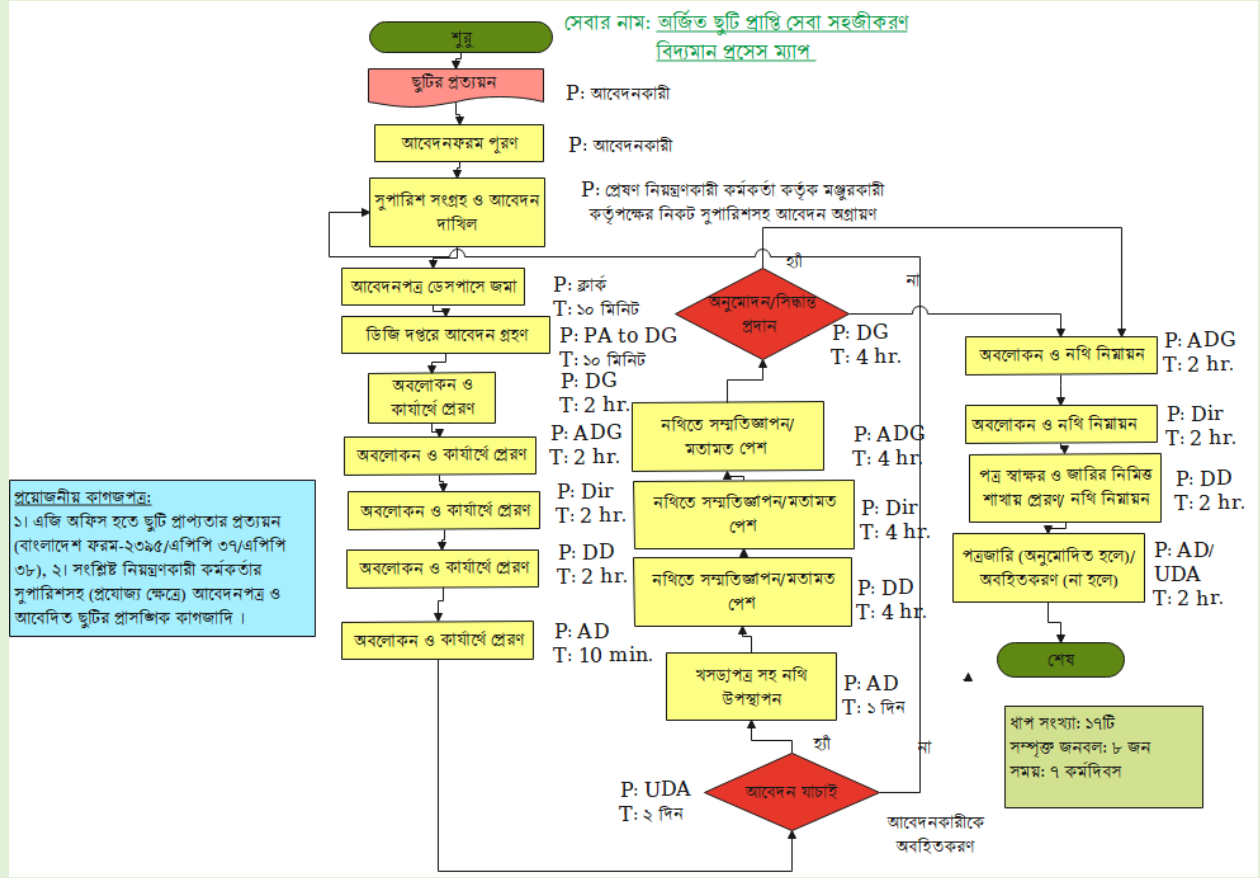 সেবার নাম: অর্জিত ছুটি প্রাপ্তি সেবা সহজীকরণ
বিদ্যমান প্রসেস ম্যাপ
শুরু
ছুটির প্রত্যয়ন
P: আবেদনকারী
আবেদনফরম পূরণ
P: আবেদনকারী
সুপারিশ সংগ্রহ ও আবেদন
দাখিল
P: প্রেষণ নিয়ন্ত্রণকারী কর্মকর্তা কর্তৃক মঞ্জুরকারী
কর্তৃপক্ষের নিকট সুপারিশসহ আবেদন অগ্রায়ণ
আবেদনপত্র ডেসপাসে জমা
P: ক্লার্ক
T: ১০ মিনিট
ডিজি দপ্তরে আবেদন গ্রহণ
P: PA to DG
T: ১০ মিনিট
অবলোকন ও
কার্যার্থে প্রেরণ
P: DG
T: 2 hr.
অবলোকন ও কার্যার্থে প্রেরণ
P: ADG
T: 2 hr.
অবলোকন ও কার্যার্থে প্রেরণ
P: Dir
T: 2 hr.
অবলোকন ও কার্যার্থে প্রেরণ
P: DD
T: 2 hr.
অবলোকন ও কার্যার্থে প্রেরণ
P: AD
T: 10 min.
প্রয়োজনীয় কাগজপত্র:
১। এজি অফিস হতে ছুটি প্রাপ্যতার প্রত্যয়ন
(বাংলাদেশ ফরম-২৩৯৫/এপিপি ৩৭/এপিপি
৩৮), ২। সংশ্লিষ্ট নিয়ন্ত্রণকারী কর্মকর্তার
সুপারিশসহ (প্রযোজ্য ক্ষেত্রে) আবেদনপত্র ও
আবেদিত ছুটির প্রাসঙ্গিক কাগজাদি ।
আবেদন যাচাই
P: UDA
T: ২ দিন
হ্যাঁ
না
আবেদনকারীকে
অবহিতকরণ
খসড়াপত্র সহ নথি
উপস্থাপন
P: AD
T: ১ দিন
নথিতে সম্মতিজ্ঞাপন/মতামত
পেশ
P: DD
T: 4 hr.
নথিতে সম্মতিজ্ঞাপন/মতামত
পেশ
P: Dir
T: 4 hr.
নথিতে সম্মতিজ্ঞাপন/
মতামত পেশ
P: ADG
T: 4 hr.
অনুমোদন/সিদ্ধান্ত
প্রদান
P: DG
T: 4 hr.
হ্যাঁ
না
অবলোকন ও নথি নিম্নায়ন
P: ADG
T: 2 hr.
অবলোকন ও নথি নিম্নায়ন
P: Dir
T: 2 hr.
পত্র স্বাক্ষর ও জারির নিমিত্ত
শাখায় প্রেরণ/ নথি নিম্নায়ন
P: DD
T: 2 hr.
পত্রজারি (অনুমোদিত হলে)/
অবহিতকরণ (না হলে)
P: AD/
UDA
T: 2 hr.
শেষ
ধাপ সংখ্যা: ১৭টি
সম্পৃক্ত জনবল: ৮ জন
সময়: ৭ কর্মদিবস